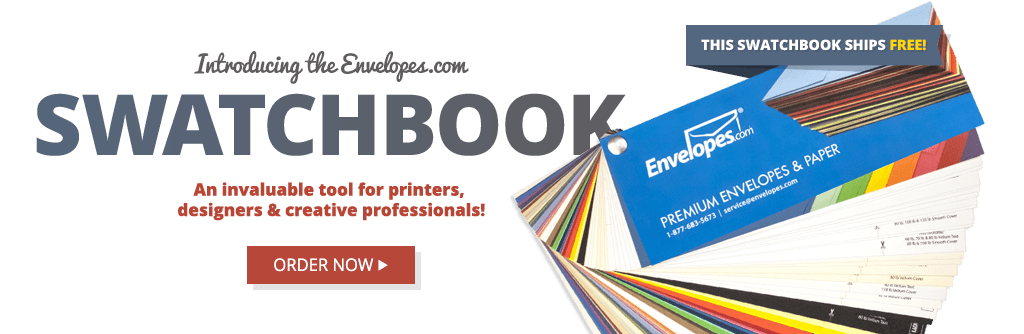 Introducing the Envelopes.com
SWATCHBOOK
An invaluable tool for printers,
designers & creative professionals!
ORDER NOW
THIS SWATCHBOOK SHIPS FREE!
Envelopes.com®
PREMIUM ENVELOPES & PAPER
1-877-683-5673 | service@envelopes.com